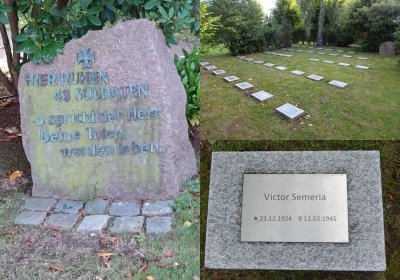 HIER RUHEN
43 SOLDATEN
so spricht der Herr
deine Toten
werden leben
Victor Semeria
★23.12.1924 ✞12.03.1945